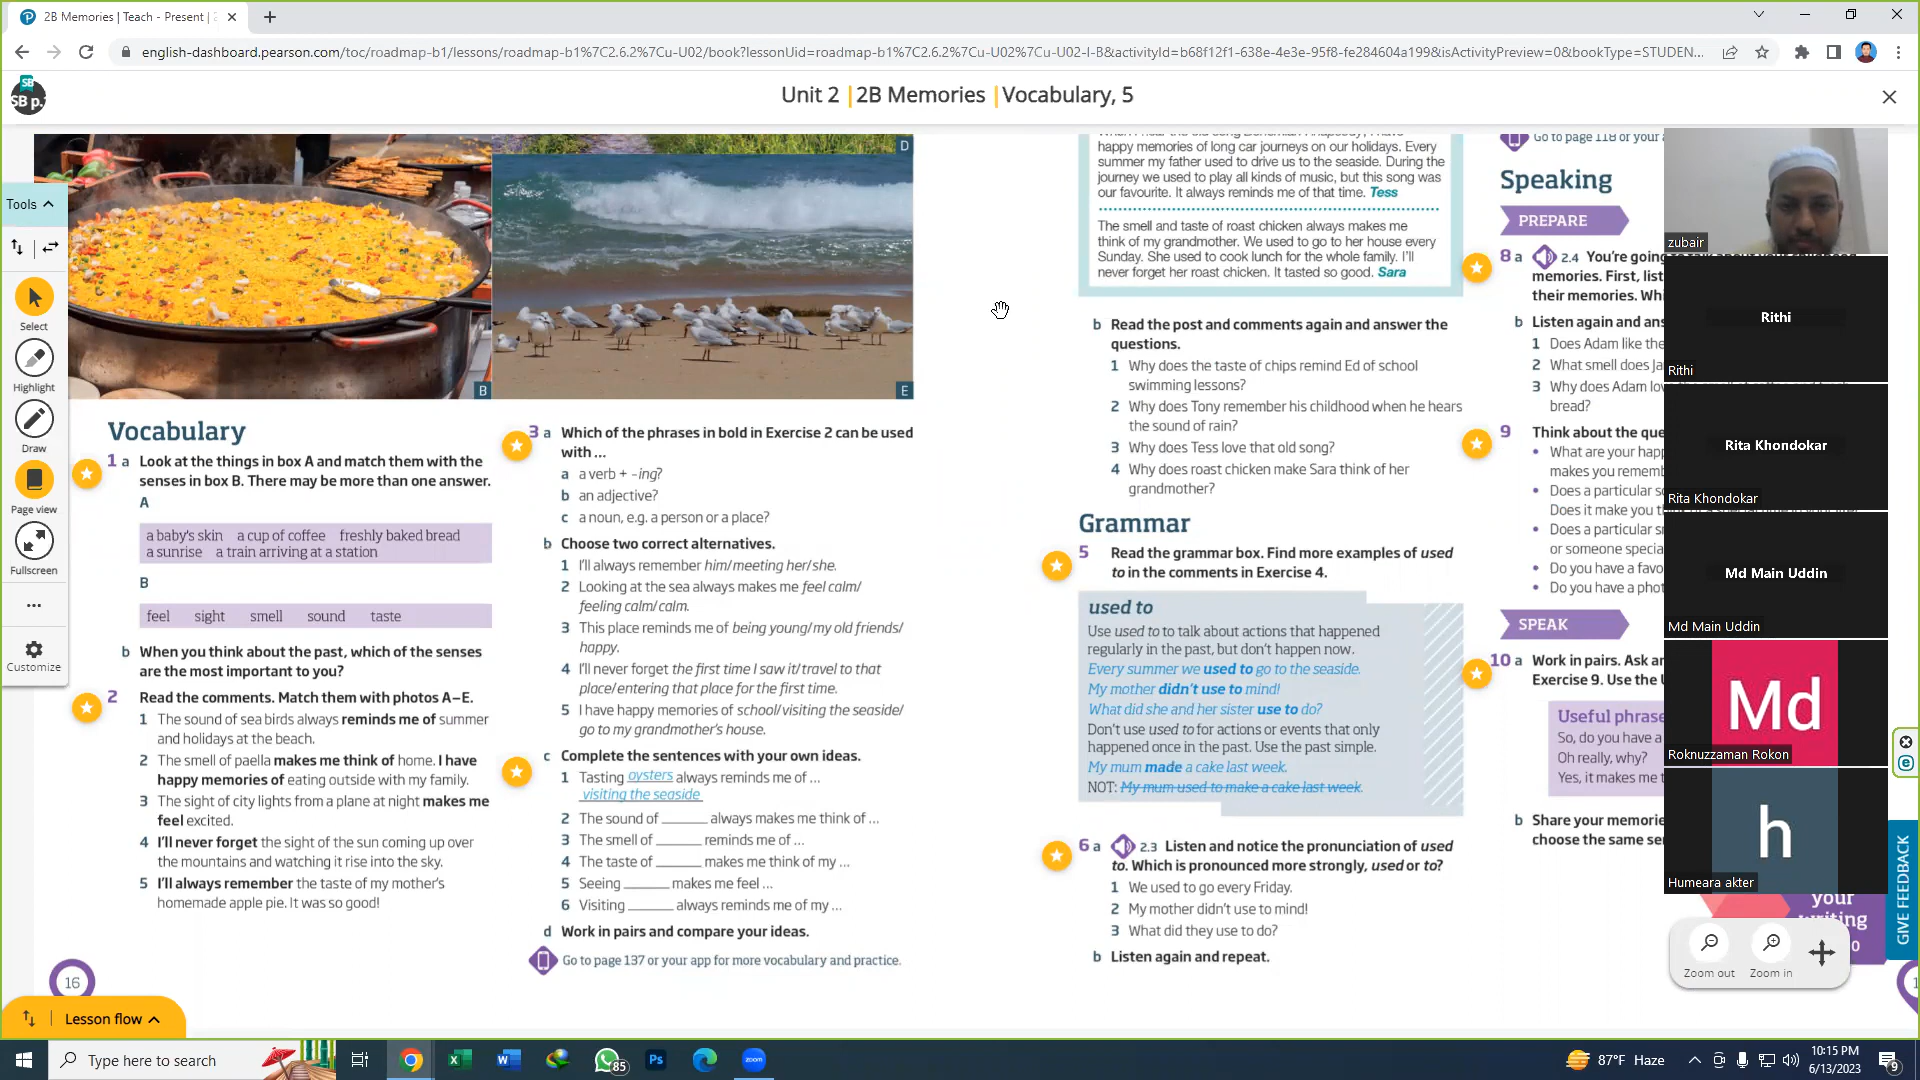 2B Memories | Teach - Present |
english-dashboard.pearson.com/toc/roadmap-b1/lessons/roadmap-b1%7C2.6.2%7Cu-U02/book?lessonUid=roadmap-b1%7C2.6.2%7Cu-U02%7Cu-U02-I-B&activityId=b68f12f1-638e-4e3e-95f8-fe284604a199&isActivityPreview=0&bookType=STUDEN...
SB
SB p.
Unit 2 | 2B Memories | Vocabulary, 5
Tools
Select
Highlight
Draw
Page view
Fullscreen
Customize
B
D
E
Vocabulary
1 a Look at the things in box A and match them with the
senses in box B. There may be more than one answer.
A
a baby's skin a cup of coffee freshly baked bread
a sunrise a train arriving at a station
B
feel sight smell sound taste
b When you think about the past, which of the senses
are the most important to you?
2 Read the comments. Match them with photos A–E.
1 The sound of sea birds always reminds me of summer
and holidays at the beach.
2 The smell of paella makes me think of home. I have
happy memories of eating outside with my family.
3 The sight of city lights from a plane at night makes me
feel excited.
4 I'll never forget the sight of the sun coming up over
the mountains and watching it rise into the sky.
5 I'll always remember the taste of my mother's
homemade apple pie. It was so good!
16
Lesson flow
3 a Which of the phrases in bold in Exercise 2 can be used
with ...
a a verb + -ing?
b an adjective?
c a noun, e.g. a person or a place?
b Choose two correct alternatives.
1 I'll always remember him/meeting her/she.
2 Looking at the sea always makes me feel calm/
feeling calm/calm.
3 This place reminds me of being young/my old friends/
happy.
4 I'll never forget the first time I saw it/travel to that
place/entering that place for the first time.
5 I have happy memories of school/visiting the seaside/
go to my grandmother's house.
c Complete the sentences with your own ideas.
1 Tasting oysters always reminds me of ...
visiting the seaside
2 The sound of ______ always makes me think of ...
3 The smell of ______ reminds me of ...
4 The taste of ______ makes me think of my ...
5 Seeing ______ makes me feel ...
6 Visiting ______ always reminds me of my ...
d Work in pairs and compare your ideas.
Go to page 137 or your app for more vocabulary and practice.
When I hear the old song Bohemian Rhapsody, I have
happy memories of long car journeys on our holidays. Every
summer my father used to drive us to the seaside. During the
journey we used to play all kinds of music, but this song was
our favourite. It always reminds me of that time. Tess
The smell and taste of roast chicken always makes me
think of my grandmother. We used to go to her house every
Sunday. She used to cook lunch for the whole family. I'll
never forget her roast chicken. It tasted so good. Sara
b Read the post and comments again and answer the
questions.
1 Why does the taste of chips remind Ed of school
swimming lessons?
2 Why does Tony remember his childhood when he hears
the sound of rain?
3 Why does Tess love that old song?
4 Why does roast chicken make Sara think of her
grandmother?
Grammar
5 Read the grammar box. Find more examples of used
to in the comments in Exercise 4.
used to
Use used to to talk about actions that happened
regularly in the past, but don't happen now.
Every summer we used to go to the seaside.
My mother didn't use to mind!
What did she and her sister use to do?
Don't use used to for actions or events that only
happened once in the past. Use the past simple.
My mum made a cake last week.
NOT: My mum used to make a cake last week.
6 a 2.3 Listen and notice the pronunciation of used
to. Which is pronounced more strongly, used or to?
1 We used to go every Friday.
2 My mother didn't use to mind!
3 What did they use to do?
b Listen again and repeat.
Go to page 118 or your a
Speaking
PREPARE
8 a 2.4 You're going
memories. First, list
their memories. Whi
b Listen again and ans
1 Does Adam like the
2 What smell does Ja
3 Why does Adam lov
bread?
9 Think about the que
• What are your hap
makes you rememb
• Does a particular so
Does it make you th
• Does a particular sm
or someone specia
• Do you have a favo
• Do you have a phot
SPEAK
10 a Work in pairs. Ask an
Exercise 9. Use the U
Useful phrase
So, do you have a
Oh really, why?
Yes, it makes me t
b Share your memorie
choose the same sen
your
writing
zubair
Rithi
Rithi
Rita Khondokar
Rita Khondokar
Md Main Uddin
Md Main Uddin
Md
Roknuzzaman Rokon
h
Humeara akter
GIVE FEEDBACK
Zoom out
Zoom in
Type here to search
85
Ps
zoom
87°F Haze
10:15 PM
6/13/2023
9